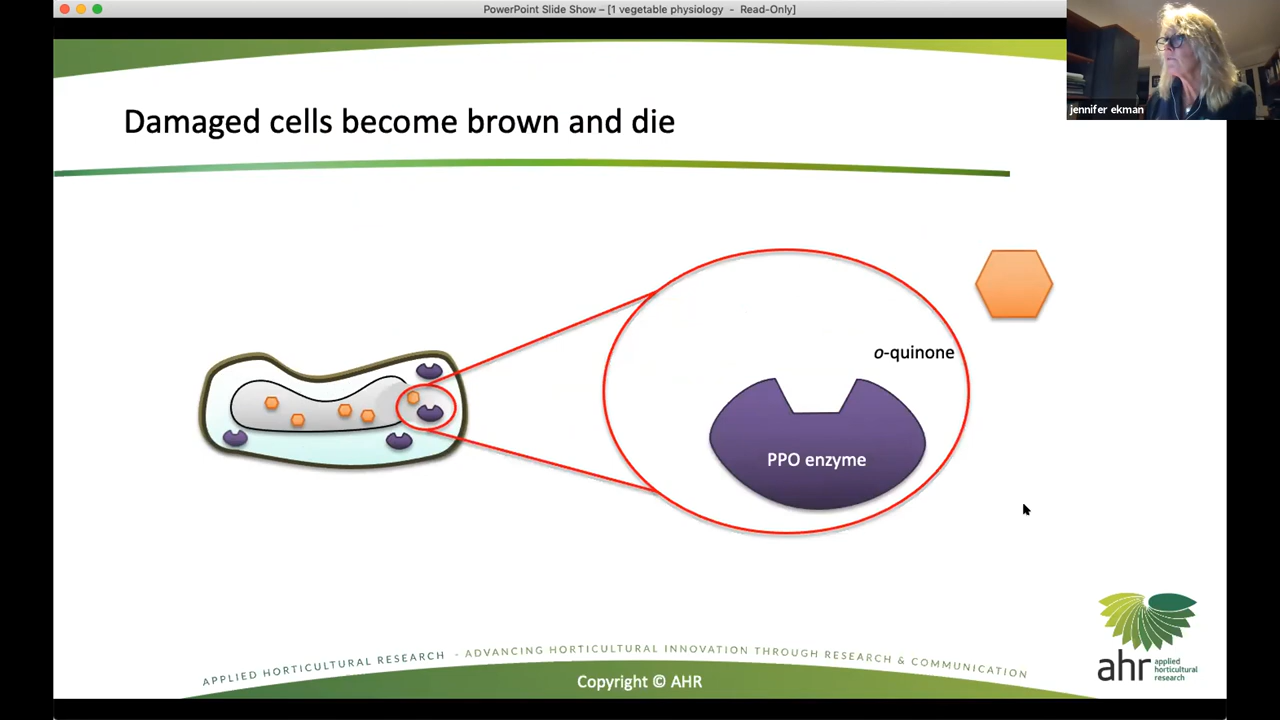 PowerPoint Slide Show – [1 vegetable physiology - Read-Only]
jennifer ekman
Damaged cells become brown and die
o-quinone
PPO enzyme
APPLIED HORTICULTURAL RESEARCH - ADVANCING HORTICULTURAL INNOVATION THROUGH RESEARCH & COMMUNICATION
ahr applied
horticultural
research
Copyright © AHR